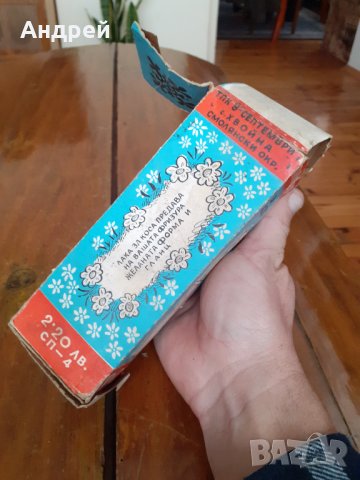 Андрей
ТПК 9-СЕПТЕМВРИ
С. ХВОЙНА
СМОЛЯНСКИ ОКР.
ЛАКА ЗА КОСА ПРЕДАВА
НА ВАШАТА ФРИЗУРА
ЖЕЛАНАТА ФОРМА И
ГЛАНЦ
2·20 ЛВ.
СП-4
BAZAR